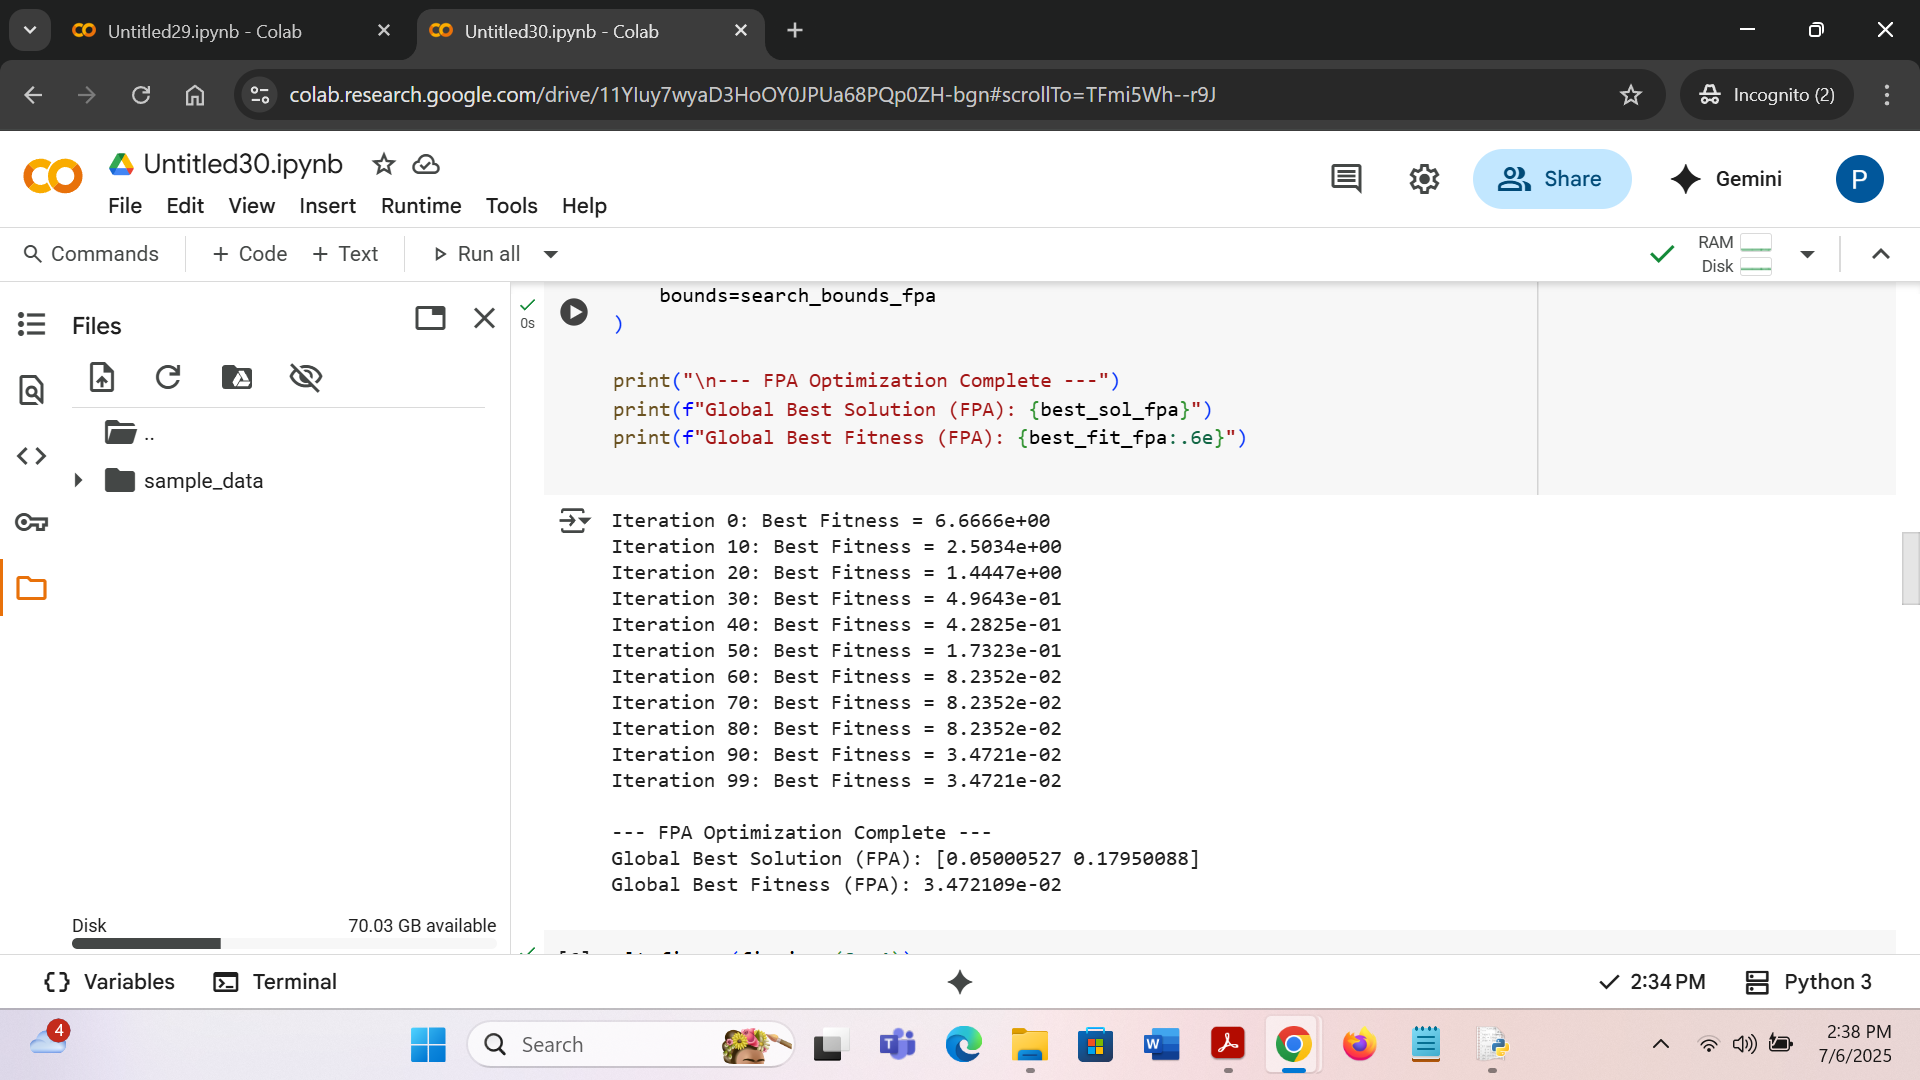 Untitled29.ipynb - Colab
Untitled30.ipynb - Colab
colab.research.google.com/drive/11YIuy7wyaD3HoOY0JPUa68PQp0ZH-bgn#scrollTo=TFmi5Wh--r9J
Incognito (2)
Untitled30.ipynb
File Edit View Insert Runtime Tools Help
Share
Gemini
P
Commands + Code + Text Run all
RAM
Disk
Files
..
sample_data
Disk 70.03 GB available
0s
bounds=search_bounds_fpa
)
print("\n--- FPA Optimization Complete ---")
print(f"Global Best Solution (FPA): {best_sol_fpa}")
print(f"Global Best Fitness (FPA): {best_fit_fpa:.6e}")
Iteration 0: Best Fitness = 6.6666e+00
Iteration 10: Best Fitness = 2.5034e+00
Iteration 20: Best Fitness = 1.4447e+00
Iteration 30: Best Fitness = 4.9643e-01
Iteration 40: Best Fitness = 4.2825e-01
Iteration 50: Best Fitness = 1.7323e-01
Iteration 60: Best Fitness = 8.2352e-02
Iteration 70: Best Fitness = 8.2352e-02
Iteration 80: Best Fitness = 8.2352e-02
Iteration 90: Best Fitness = 3.4721e-02
Iteration 99: Best Fitness = 3.4721e-02
--- FPA Optimization Complete ---
Global Best Solution (FPA): [0.05000527 0.17950088]
Global Best Fitness (FPA): 3.472109e-02
Variables Terminal
2:34 PM Python 3
4
Search
2:38 PM
7/6/2025